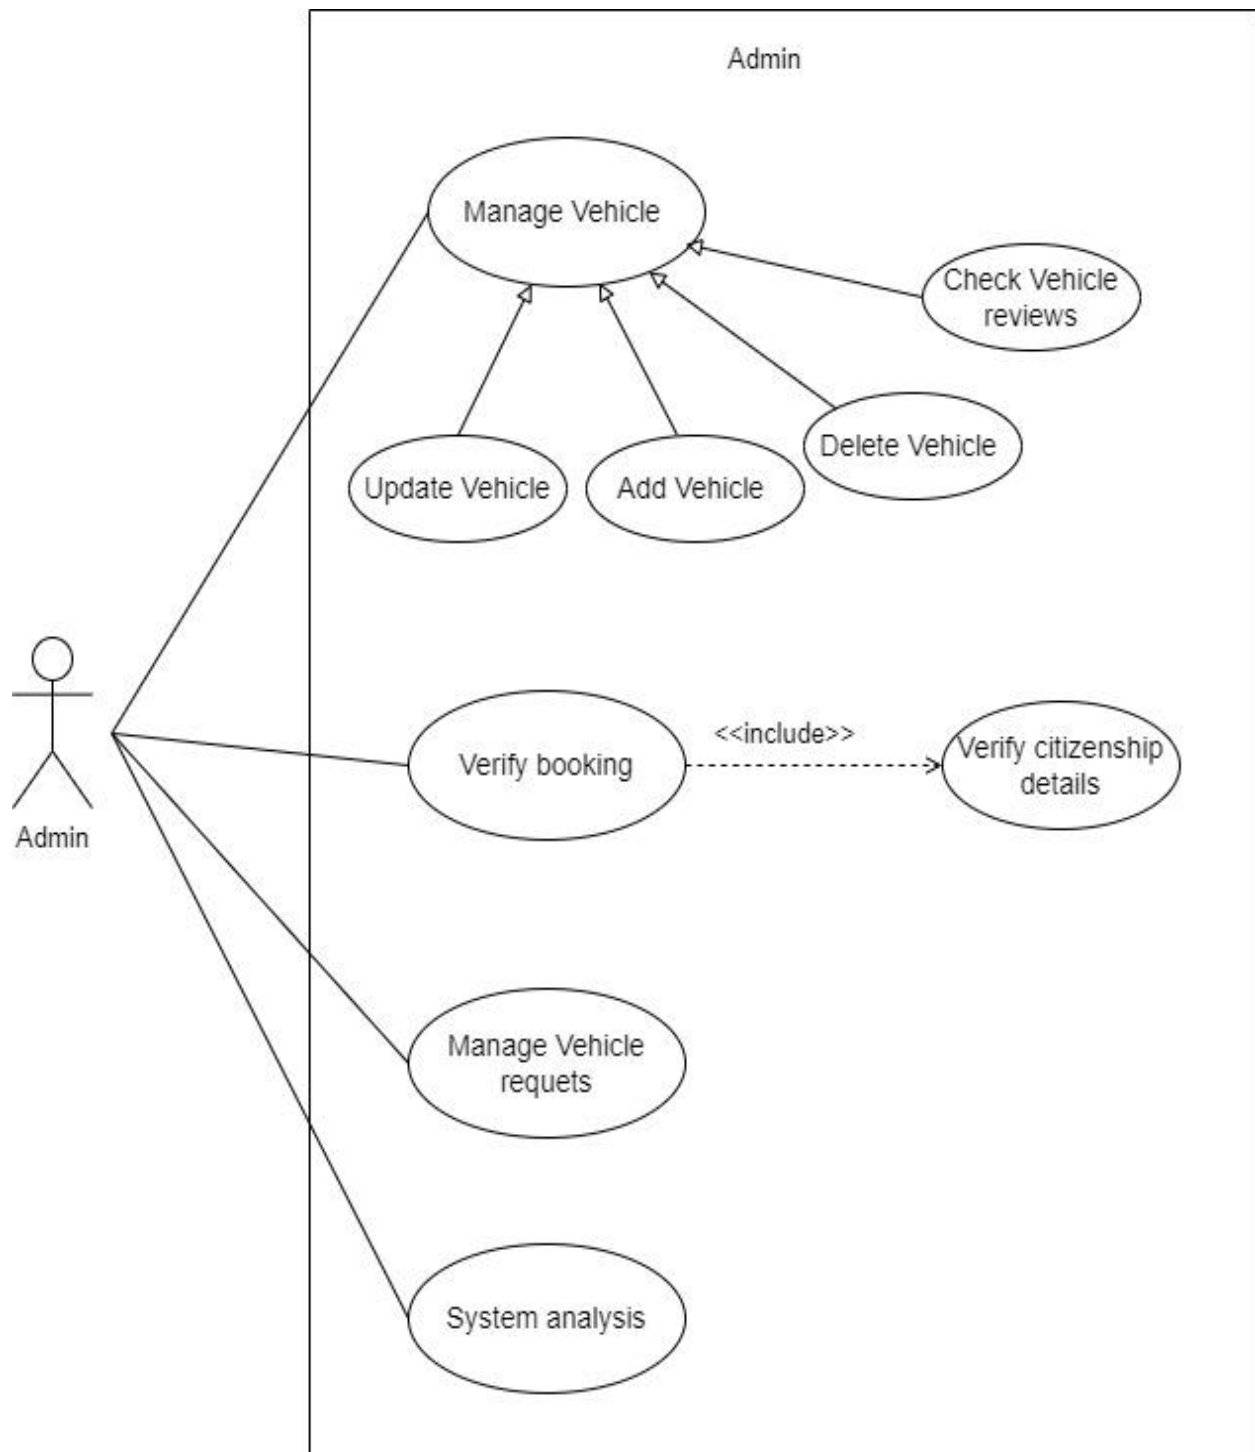 Admin
Manage Vehicle
Check Vehicle
reviews
Delete Vehicle
Update Vehicle
Add Vehicle
<<include>>
Verify booking
Verify citizenship
details
Admin
Manage Vehicle
requets
System analysis